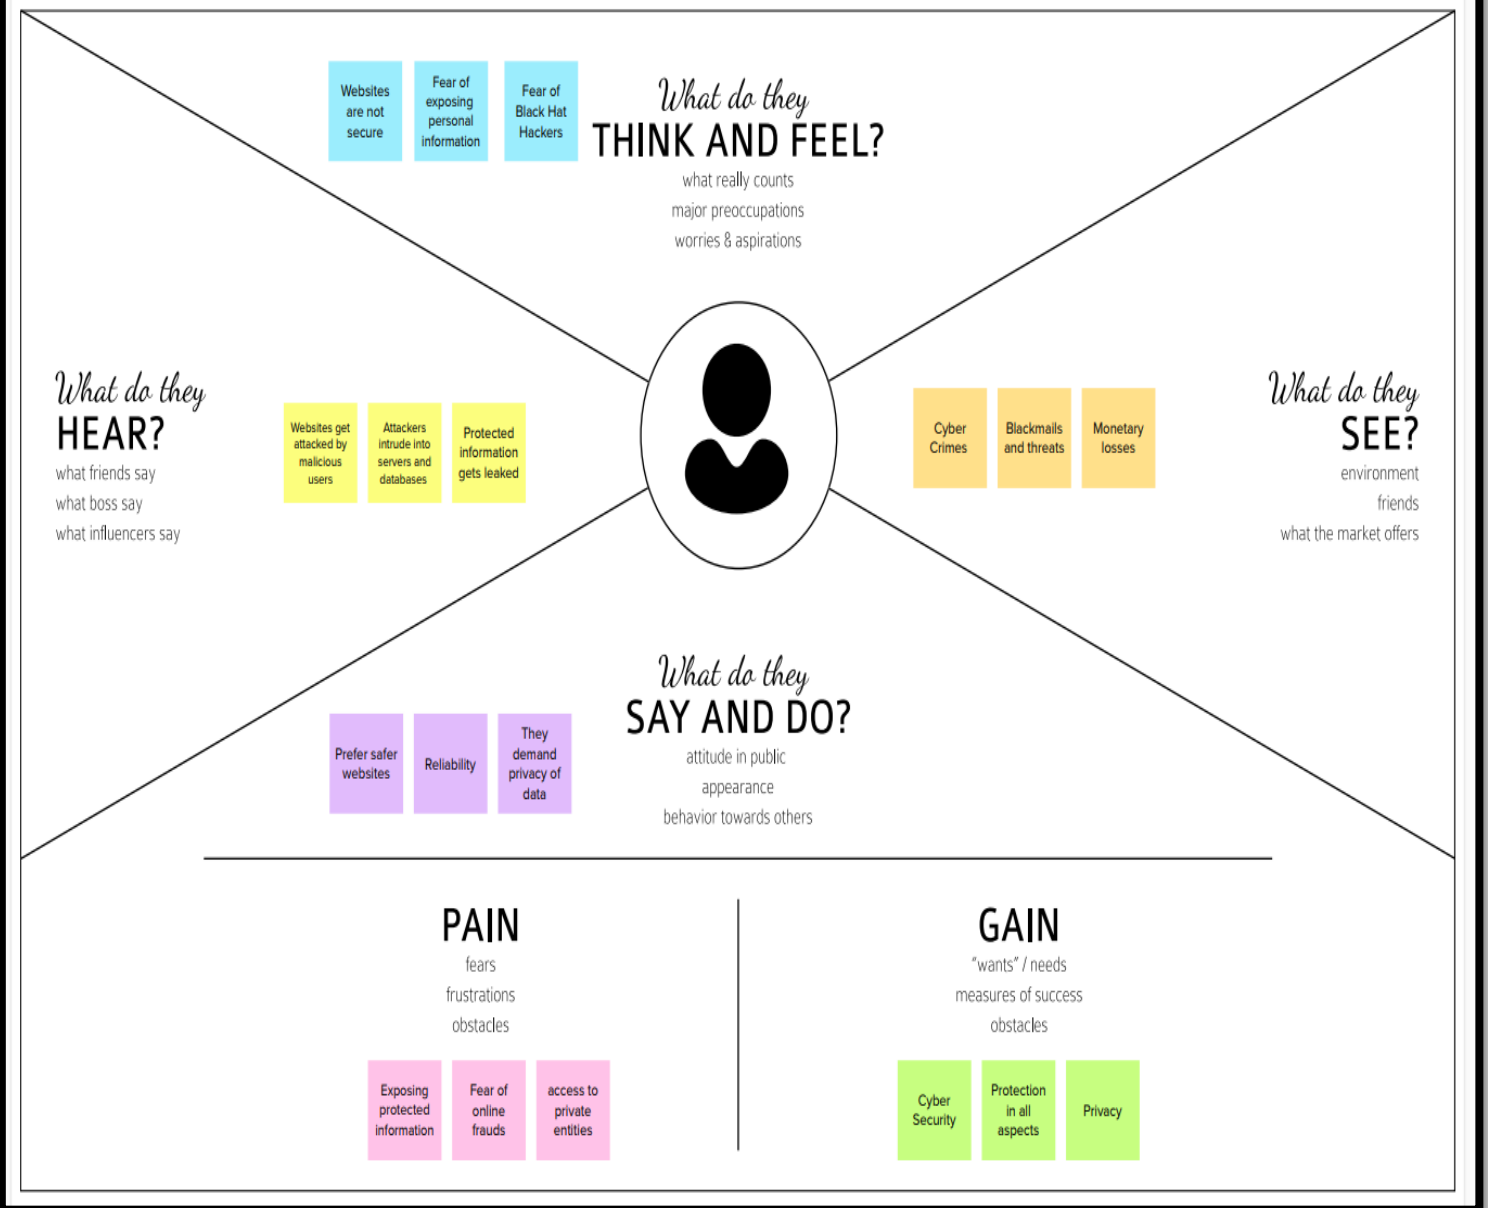 Websites
are not
secure
Fear of
exposing
personal
information
Fear of
Black Hat
Hackers
What do they
THINK AND FEEL?
what really counts
major preoccupations
worries & aspirations
What do they
HEAR?
what friends say
what boss say
what influencers say
Websites get
attacked by
malicious
users
Attackers
intrude into
servers and
databases
Protected
information
gets leaked
Cyber
Crimes
Blackmails
and threats
Monetary
losses
What do they
SEE?
environment
friends
what the market offers
What do they
SAY AND DO?
attitude in public
appearance
behavior towards others
Prefer safer
websites
Reliability
They
demand
privacy of
data
PAIN
fears
frustrations
obstacles
Exposing
protected
information
Fear of
online
frauds
access to
private
entities
GAIN
"wants" / needs
measures of success
obstacles
Cyber
Security
Protection
in all
aspects
Privacy